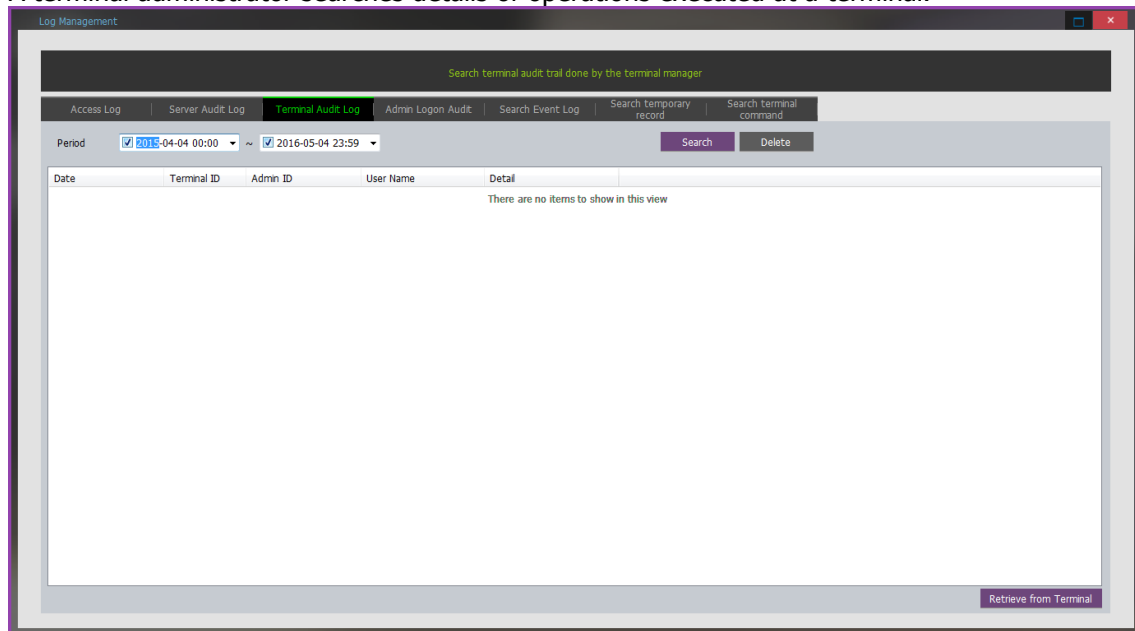 A terminal administrator searches details of operations executed at a terminal.
Log Management
Search terminal audit trail done by the terminal manager
Access Log Server Audit Log Terminal Audit Log Admin Logon Audit Search Event Log Search temporary record Search terminal command
Period 2015-04-04 00:00 ~ 2016-05-04 23:59 Search Delete
Date Terminal ID Admin ID User Name Detail
There are no items to show in this view
Retrieve from Terminal